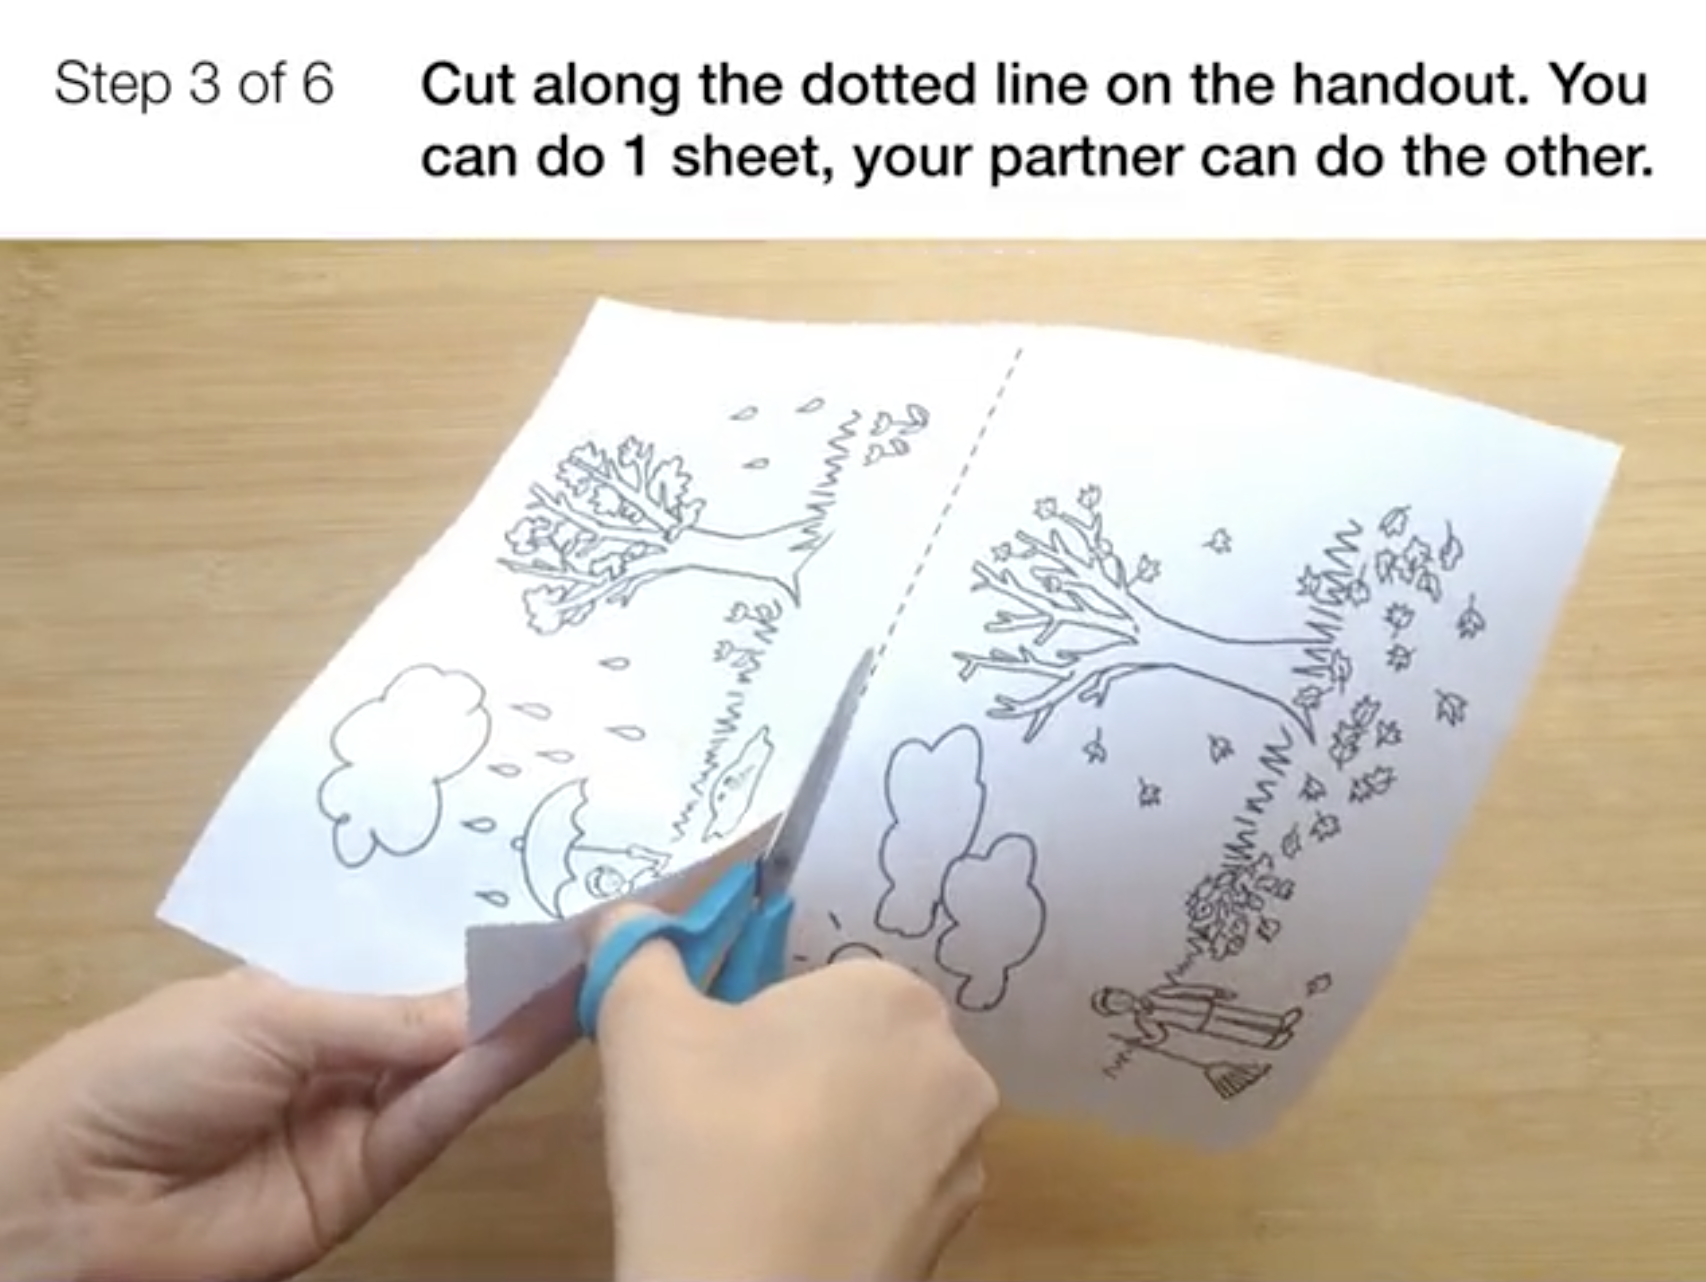 Step 3 of 6
Cut along the dotted line on the handout. You
can do 1 sheet, your partner can do the other.